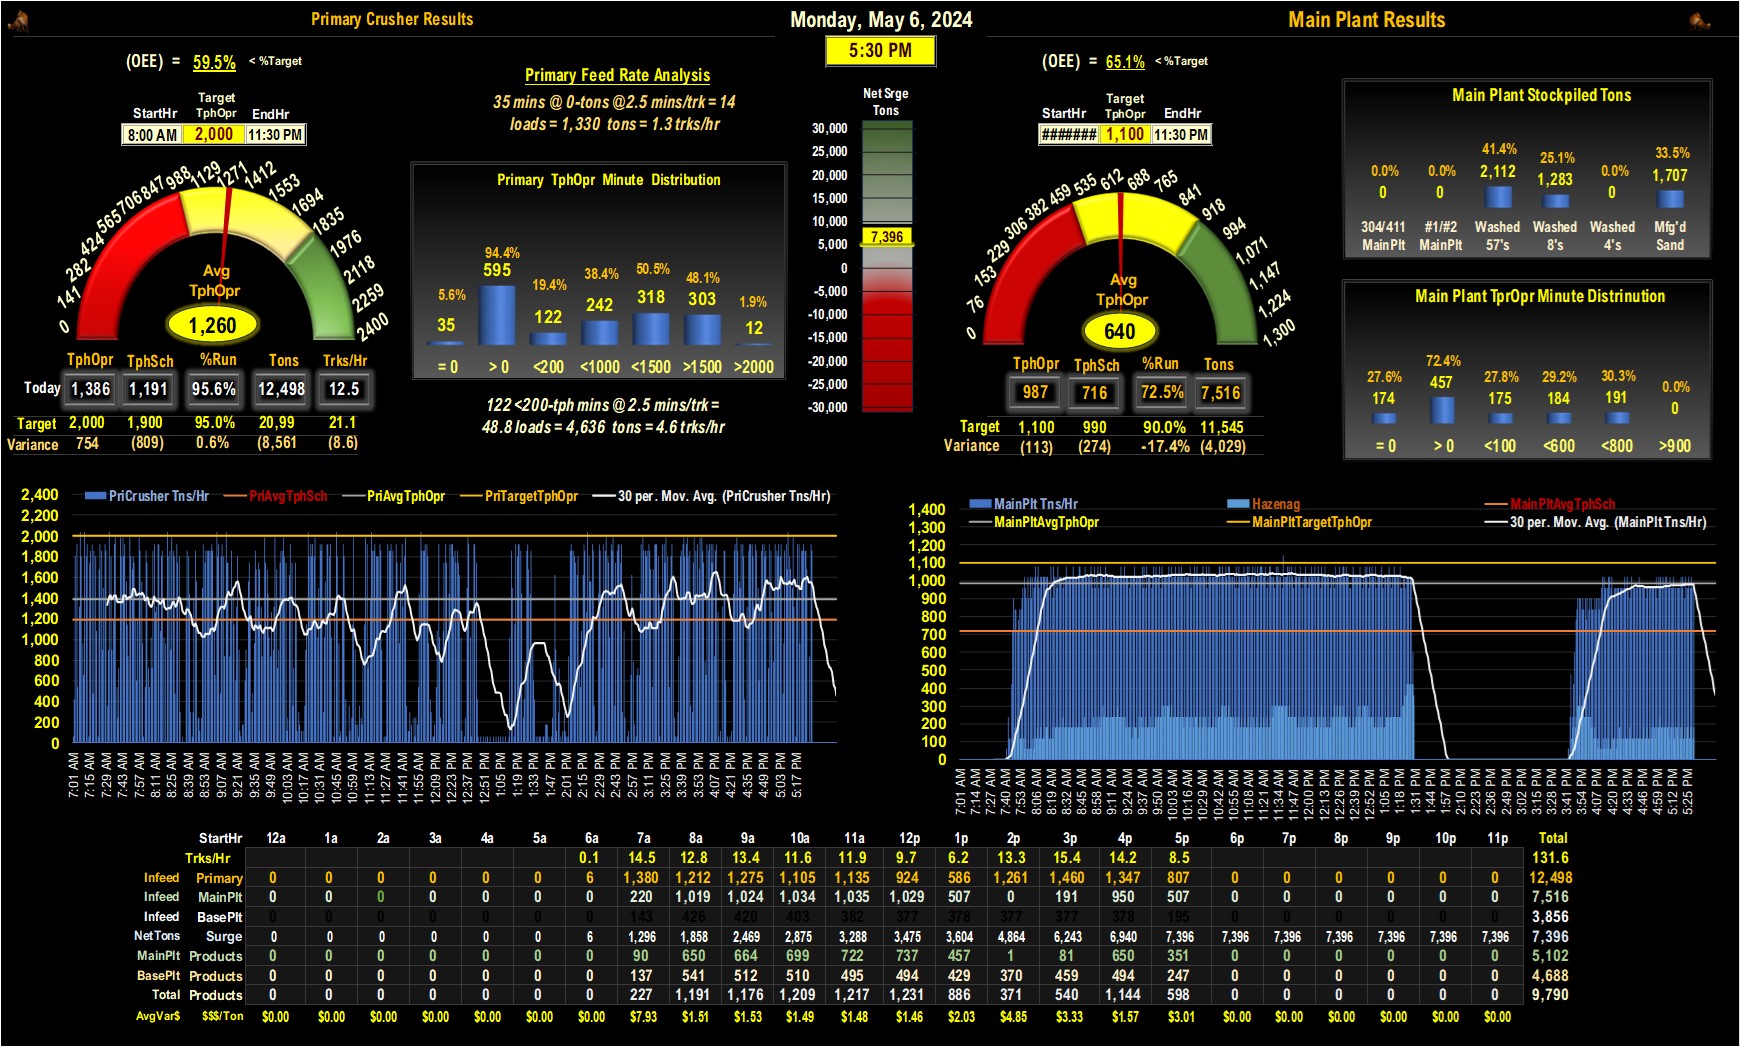 Primary Crusher Results
Monday, May 6, 2024
Main Plant Results
5:30 PM
(OEE) = 59.5% < %Target
StartHr Target TphOpr EndHr
8:00 AM 2,000 11:30 PM
0 141 282 424 565 706 847 988 1129 1271 1412 1553 1694 1835 1976 2118 2259 2400
Avg
TphOpr
1,260
TphOpr TphSch %Run Tons Trks/Hr
Today 1,386 1,191 95.6% 12,498 12.5
Target 2,000 1,900 95.0% 20,99 21.1
Variance 754 (809) 0.6% (8,561 (8.6)
Primary Feed Rate Analysis
35 mins @ 0-tons @2.5 mins/trk = 14
loads = 1,330 tons = 1.3 trks/hr
Primary TphOpr Minute Distribution
5.6% 94.4% 19.4% 38.4% 50.5% 48.1% 1.9%
35 595 122 242 318 303 12
= 0 > 0 <200 <1000 <1500 >1500 >2000
122 <200-tph mins @ 2.5 mins/trk =
48.8 loads = 4,636 tons = 4.6 trks/hr
Net Srge
Tons
30,000
25,000
20,000
15,000
10,000
7,396
5,000
0
-5,000
-10,000
-15,000
-20,000
-25,000
-30,000
(OEE) = 65.1% < %Target
StartHr Target TphOpr EndHr
####### 1,100 11:30 PM
0 76 153 229 306 382 459 535 612 688 765 841 918 994 1,071 1,147 1,224 1,300
Avg
TphOpr
640
TphOpr TphSch %Run Tons
987 716 72.5% 7,516
Target 1,100 990 90.0% 11,545
Variance (113) (274) -17.4% (4,029)
Main Plant Stockpiled Tons
0.0% 0.0% 41.4% 25.1% 0.0% 33.5%
0 0 2,112 1,283 0 1,707
304/411 #1/#2 Washed Washed Washed Mfg'd
MainPlt MainPlt 57's 8's 4's Sand
Main Plant TprOpr Minute Distrinution
27.6% 72.4% 27.8% 29.2% 30.3% 0.0%
174 457 175 184 191 0
= 0 > 0 <100 <600 <800 >900
PriCrusher Tns/Hr PriAvgTphSch PriAvgTphOpr PriTargetTphOpr 30 per. Mov. Avg. (PriCrusher Tns/Hr)
2,400
2,200
2,000
1,800
1,600
1,400
1,200
1,000
800
600
400
200
0
7:01 AM 7:15 AM 7:29 AM 7:43 AM 7:57 AM 8:11 AM 8:25 AM 8:39 AM 8:53 AM 9:07 AM 9:21 AM 9:35 AM 9:49 AM 10:03 AM 10:17 AM 10:31 AM 10:45 AM 10:59 AM 11:13 AM 11:27 AM 11:41 AM 11:55 AM 12:09 PM 12:23 PM 12:37 PM 12:51 PM 1:05 PM 1:19 PM 1:33 PM 1:47 PM 2:01 PM 2:15 PM 2:29 PM 2:43 PM 2:57 PM 3:11 PM 3:25 PM 3:39 PM 3:53 PM 4:07 PM 4:21 PM 4:35 PM 4:49 PM 5:03 PM 5:17 PM
MainPlt Tns/Hr Hazenag MainPltAvgTphSch
MainPltAvgTphOpr MainPltTargetTphOpr 30 per. Mov. Avg. (MainPlt Tns/Hr)
1,400
1,300
1,200
1,100
1,000
900
800
700
600
500
400
300
200
100
0
7:01 AM 7:14 AM 7:27 AM 7:40 AM 7:53 AM 8:06 AM 8:19 AM 8:32 AM 8:45 AM 8:58 AM 9:11 AM 9:24 AM 9:37 AM 9:50 AM 10:03 AM 10:16 AM 10:29 AM 10:42 AM 10:55 AM 11:08 AM 11:21 AM 11:34 AM 11:47 AM 12:00 PM 12:13 PM 12:26 PM 12:39 PM 12:52 PM 1:05 PM 1:18 PM 1:31 PM 1:44 PM 1:57 PM 2:10 PM 2:23 PM 2:36 PM 2:49 PM 3:02 PM 3:15 PM 3:28 PM 3:41 PM 3:54 PM 4:07 PM 4:20 PM 4:33 PM 4:46 PM 4:59 PM 5:12 PM 5:25 PM
StartHr 12a 1a 2a 3a 4a 5a 6a 7a 8a 9a 10a 11a 12p 1p 2p 3p 4p 5p 6p 7p 8p 9p 10p 11p Total
Trks/Hr 0.1 14.5 12.8 13.4 11.6 11.9 9.7 6.2 13.3 15.4 14.2 8.5 131.6
Infeed Primary 0 0 0 0 0 0 6 1,380 1,212 1,275 1,105 1,135 924 586 1,261 1,460 1,347 807 0 0 0 0 0 0 12,498
Infeed MainPlt 0 0 0 0 0 0 0 220 1,019 1,024 1,034 1,035 1,029 507 0 191 950 507 0 0 0 0 0 0 7,516
Infeed BasePlt 0 0 0 0 0 0 0 143 426 420 403 382 377 378 377 377 378 195 0 0 0 0 0 0 3,856
NetTons Surge 0 0 0 0 0 0 6 1,296 1,858 2,469 2,875 3,288 3,475 3,604 4,864 6,243 6,940 7,396 7,396 7,396 7,396 7,396 7,396 7,396 7,396
MainPlt Products 0 0 0 0 0 0 0 90 650 664 699 722 737 457 1 81 650 351 0 0 0 0 0 0 5,102
BasePlt Products 0 0 0 0 0 0 0 137 541 512 510 495 494 429 370 459 494 247 0 0 0 0 0 0 4,688
Total Products 0 0 0 0 0 0 0 227 1,191 1,176 1,209 1,217 1,231 886 371 540 1,144 598 0 0 0 0 0 0 9,790
AvgVar$ $$$/Ton $0.00 $0.00 $0.00 $0.00 $0.00 $0.00 $0.00 $7.93 $1.51 $1.53 $1.49 $1.48 $1.46 $2.03 $4.85 $3.33 $1.57 $3.01 $0.00 $0.00 $0.00 $0.00 $0.00 $0.00